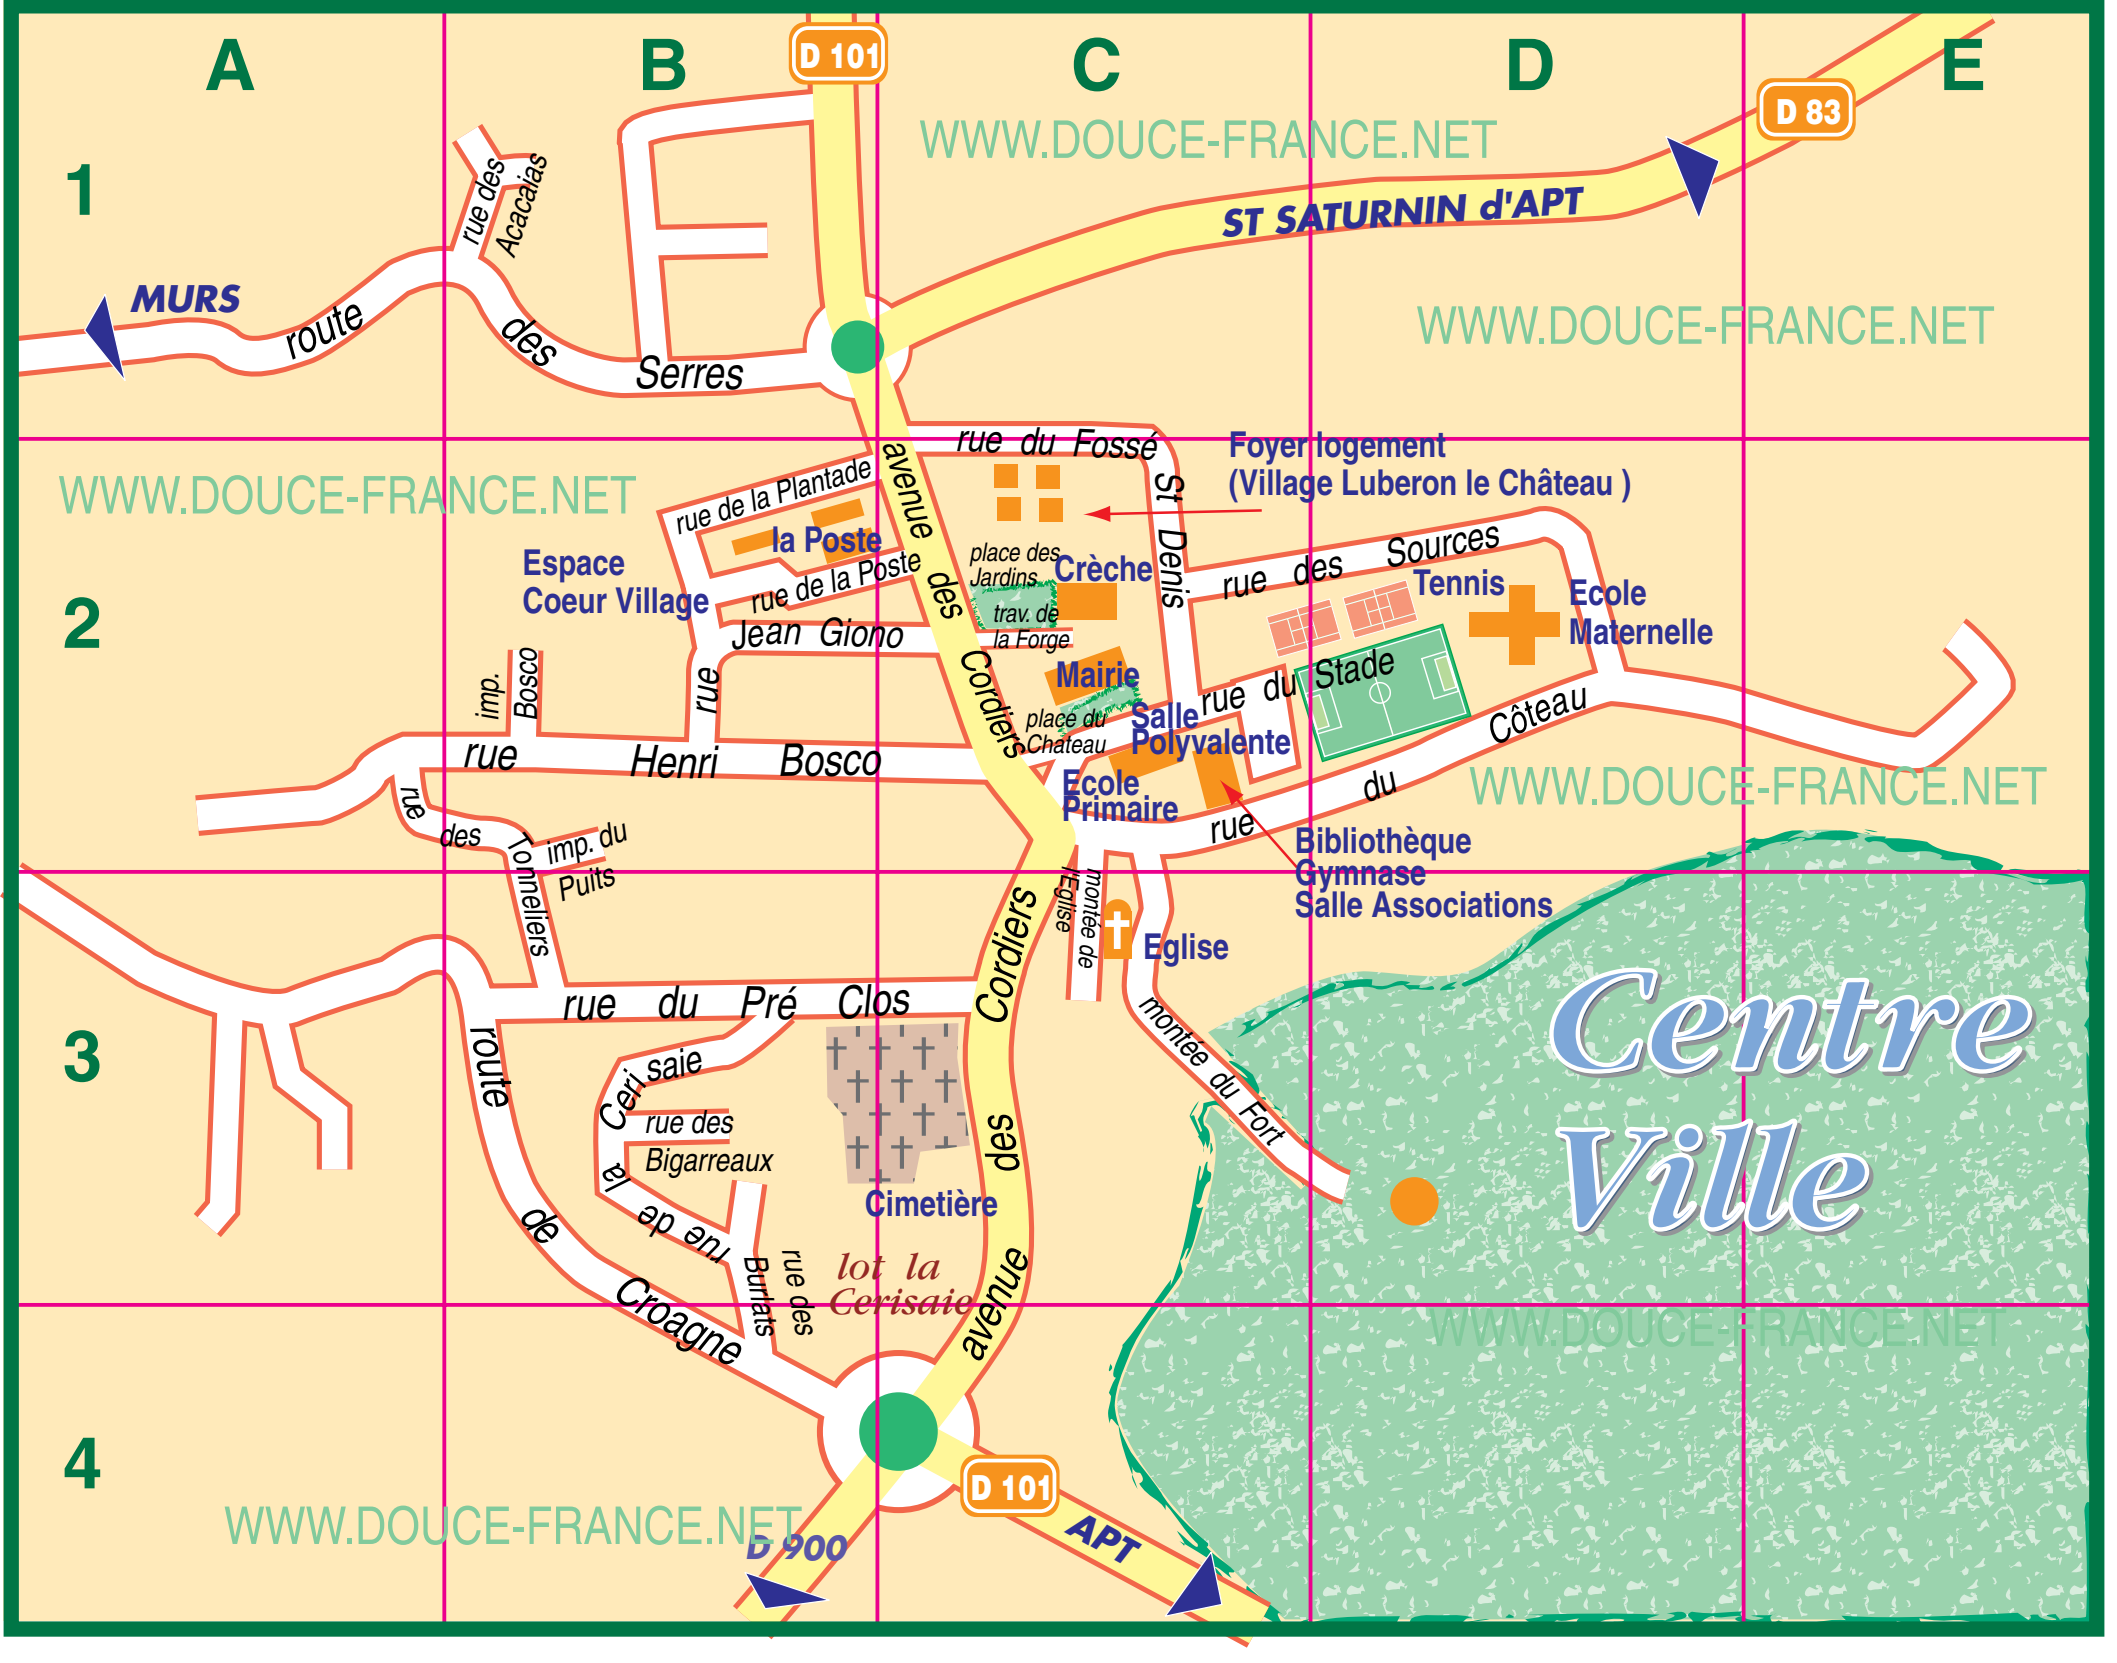 A
B
D 101
C
D
E
D 83
WWW.DOUCE-FRANCE.NET
1
rue des
Acacaias
ST SATURNIN d'APT
MURS
route
des
Serres
WWW.DOUCE-FRANCE.NET
rue du Fossé
Foyer logement
(Village Luberon le Château )
WWW.DOUCE-FRANCE.NET
rue de la Plantade
avenue des Cordiers
St Denis
la Poste
Espace
Coeur Village
rue de la Poste
place des
Jardins
Crèche
rue des Sources
Tennis
Ecole
Maternelle
2
trav. de
la Forge
rue Jean Giono
imp.
Bosco
Mairie
rue du Stade
place du
Chateau
Salle
Polyvalente
rue Henri Bosco
Ecole
Primaire
rue du Côteau
WWW.DOUCE-FRANCE.NET
rue des Tonneliers
imp. du
Puits
Bibliothèque
Gymnase
Salle Associations
montée de
l'Eglise
Eglise
avenue des Cordiers
rue du Pré Clos
montée du Fort
Centre
Ville
3
route de Croagne
rue de la Ceri saie
rue des
Bigarreaux
Cimetière
rue des
Burlats
lot la
Cerisaie
WWW.DOUCE-FRANCE.NET
4
D 101
APT
WWW.DOUCE-FRANCE.NET
D 900